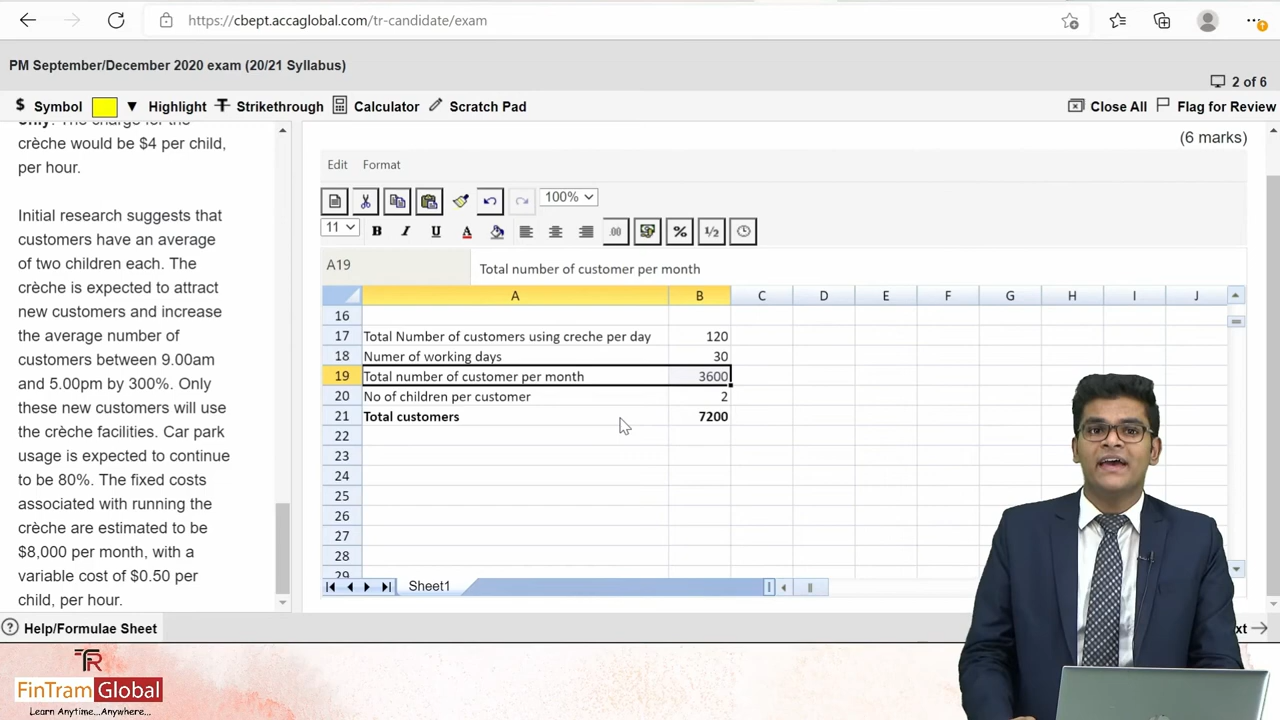 https://cbept.accaglobal.com/tr-candidate/exam
PM September/December 2020 exam (20/21 Syllabus)
2 of 6
$ Symbol Highlight T Strikethrough Calculator Scratch Pad Close All Flag for Review
crèche would be $4 per child,
per hour.
Initial research suggests that
customers have an average
of two children each. The
crèche is expected to attract
new customers and increase
the average number of
customers between 9.00am
and 5.00pm by 300%. Only
these new customers will use
the crèche facilities. Car park
usage is expected to continue
to be 80%. The fixed costs
associated with running the
crèche are estimated to be
$8,000 per month, with a
variable cost of $0.50 per
child, per hour.
(6 marks)
Edit Format
100%
11 B I U A .00 % 1/2
A19 Total number of customer per month
A B C D E F G H I J
16
17 Total Number of customers using creche per day 120
18 Numer of working days 30
19 Total number of customer per month 3600
20 No of children per customer 2
21 Total customers 7200
22
23
24
25
26
27
28
29
Sheet1
? Help/Formulae Sheet
TR
FinTram Global
Learn Anytime...Anywhere...